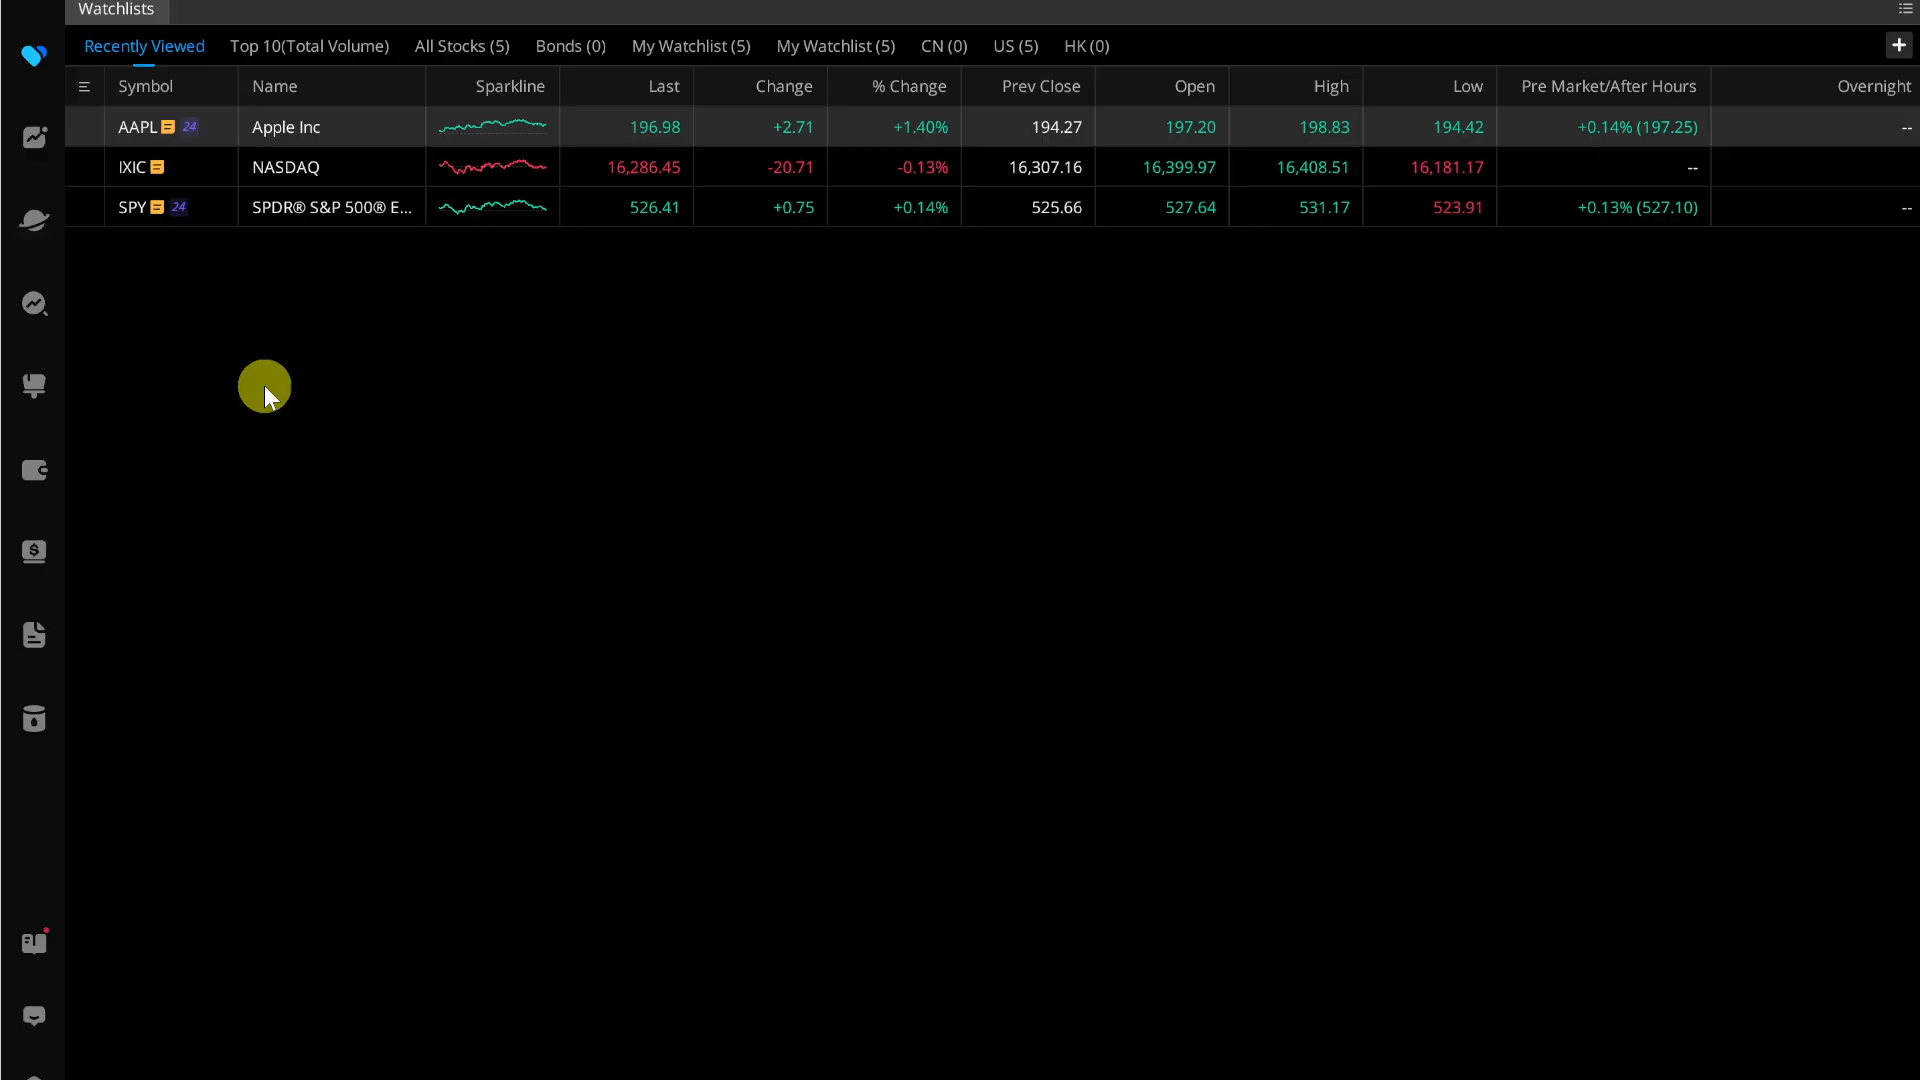 Watchlists
Recently Viewed Top 10(Total Volume) All Stocks (5) Bonds (0) My Watchlist (5) My Watchlist (5) CN (0) US (5) HK (0)
Symbol Name Sparkline Last Change % Change Prev Close Open High Low Pre Market/After Hours Overnight
AAPL 24 Apple Inc 196.98 +2.71 +1.40% 194.27 197.20 198.83 194.42 +0.14% (197.25) --
IXIC NASDAQ 16,286.45 -20.71 -0.13% 16,307.16 16,399.97 16,408.51 16,181.17 --
SPY 24 SPDR® S&P 500® E... 526.41 +0.75 +0.14% 525.66 527.64 531.17 523.91 +0.13% (527.10) --